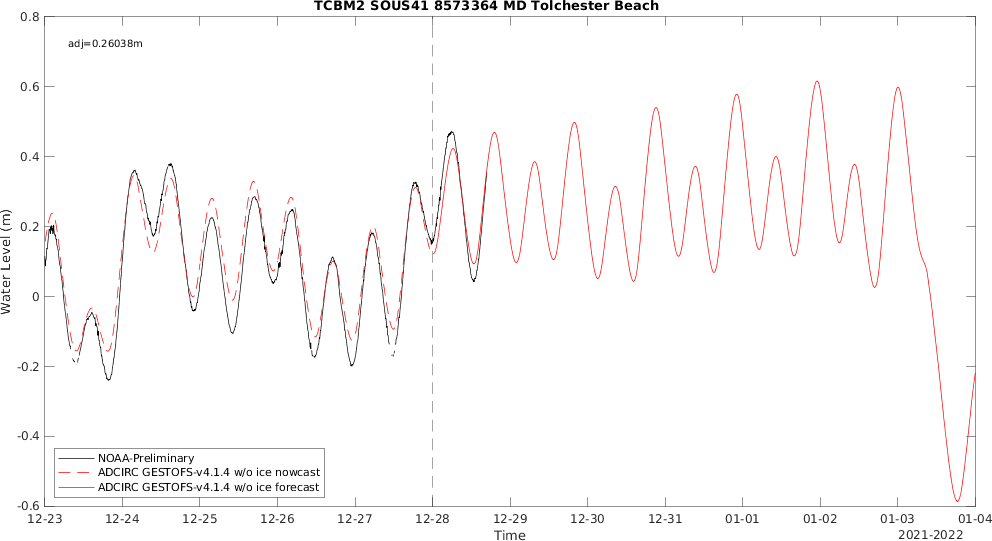 TCBM2 SOUS41 8573364 MD Tolchester Beach
adj=0.26038m
0.8
0.6
0.4
0.2
0
-0.2
-0.4
-0.6
Water Level (m)
NOAA-Preliminary
ADCIRC GESTOFS-v4.1.4 w/o ice nowcast
ADCIRC GESTOFS-v4.1.4 w/o ice forecast
12-23 12-24 12-25 12-26 12-27 12-28 12-29 12-30 12-31 01-01 01-02 01-03 01-04
Time
2021-2022